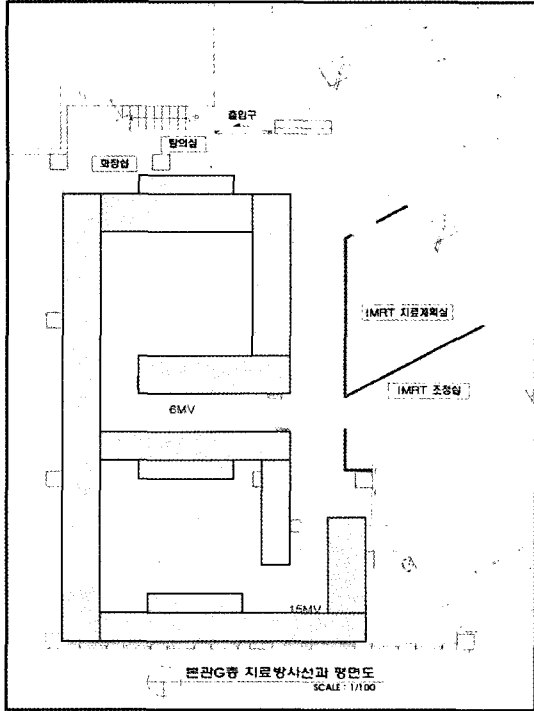 출입구
탈의실
화장실
IMRT 치료계획실
IMRT 조정실
6MV
15MV
본관G층 치료방사선과 평면도
SCALE : 1/100